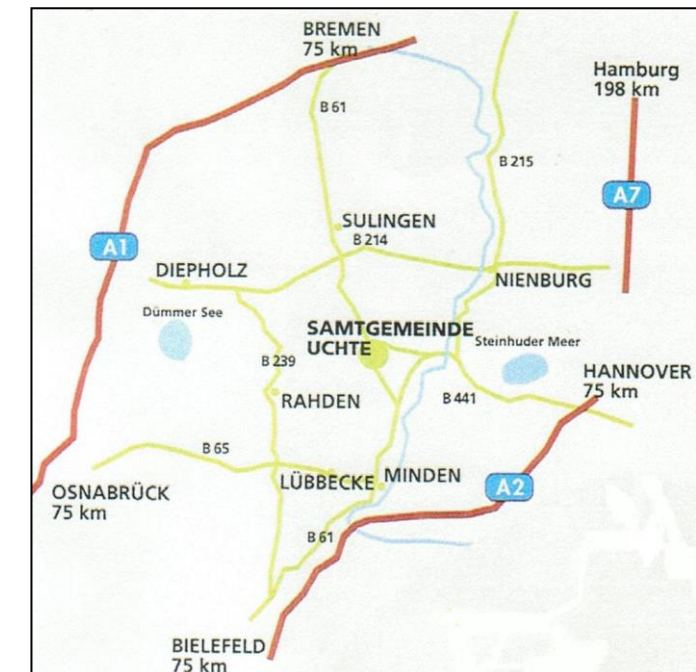 BREMEN
75 km
Hamburg
198 km
B 61
B 215
A7
SULINGEN
B 214
A1
DIEPHOLZ
NIENBURG
Dümmer See
SAMTGEMEINDE
UCHTE
Steinhuder Meer
B 239
HANNOVER
75 km
RAHDEN
B 441
B 65
LÜBBECKE
MINDEN
A2
OSNABRÜCK
75 km
B 61
BIELEFELD
75 km